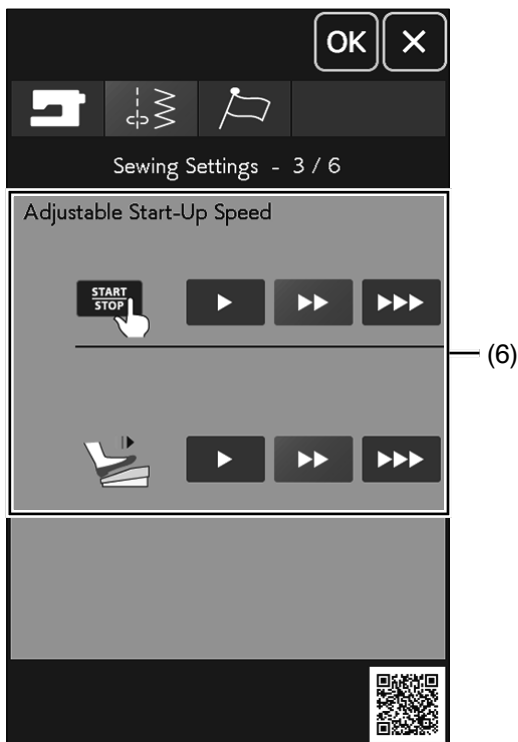 OK
Sewing Settings - 3 / 6
Adjustable Start-Up Speed
START
STOP
(6)